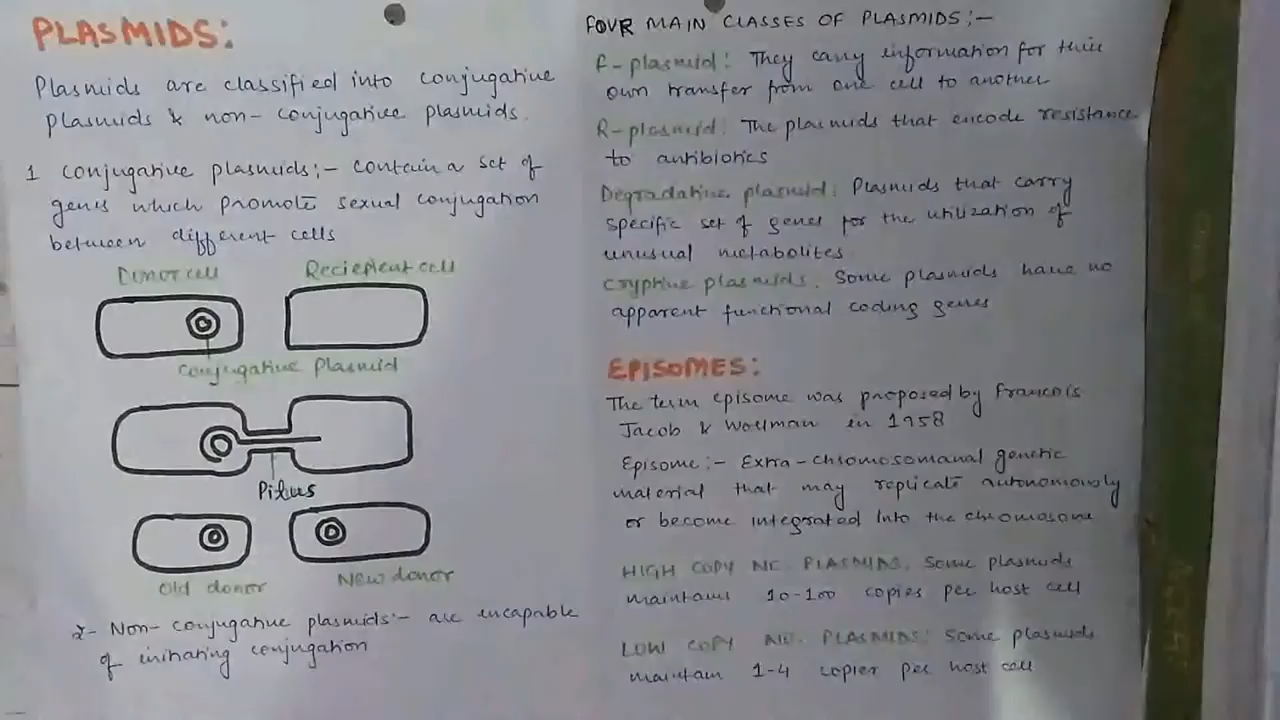 PLASMIDS:
Plasmids are classified into conjugative
plasmids & non-conjugative plasmids.
1 conjugative plasmids:- contain a set of
genes which promote sexual conjugation
between different cells
Donor cell
Reciepient cell
Conjugative Plasmid
Pilus
Old donor
New donor
2- Non-conjugative plasmids:- are incapable
of initiating conjugation
FOUR MAIN CLASSES OF PLASMIDS:-
F-plasmid: They carry information for their
own transfer from one cell to another
R-plasmid: The plasmids that encode resistance
to antibiotics
Degradative plasmid: Plasmids that carry
specific set of genes for the utilization of
unusual metabolites
Cryptive plasmids. Some plasmids have no
apparent functional coding genes
EPISOMES:
The term episome was proposed by Francois
Jacob & Wollman in 1958
Episome:- Extra-chromosomanal genetic
material that may replicate autonomously
or become integrated into the chromosome
HIGH COPY NO. PLASMIDS. Some plasmids
maintains 10-100 copies per host cell
LOW COPY NO. PLASMIDS: Some plasmids
maintain 1-4 copies per host cell